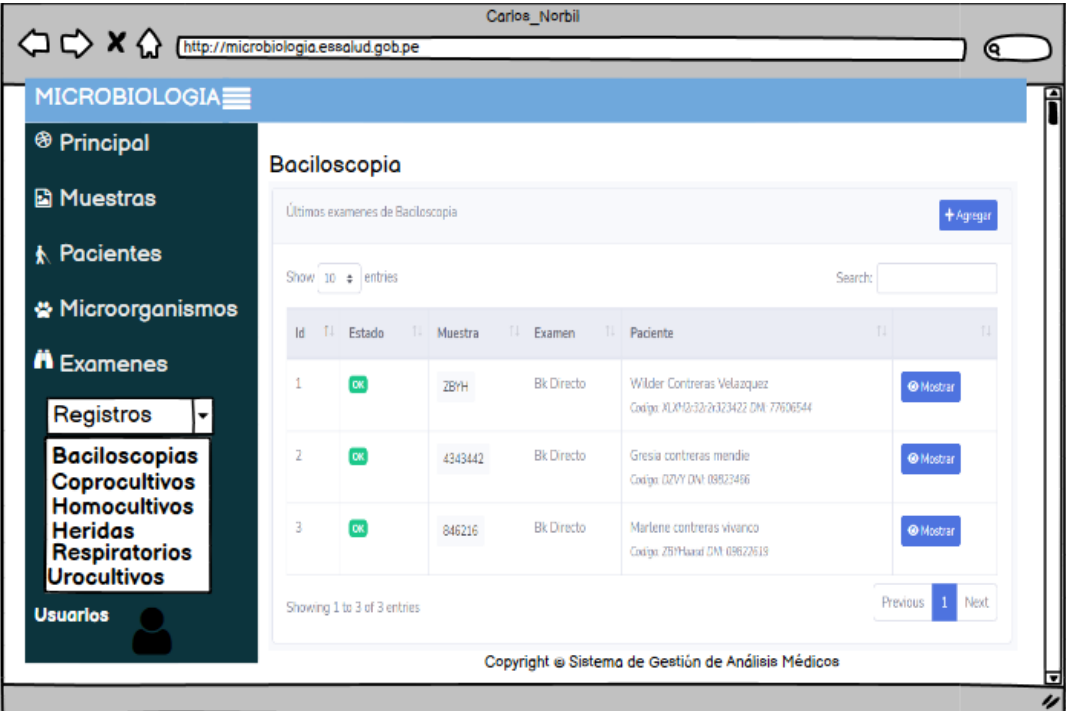 Carlos_Norbil
http://microbiologia.essalud.gob.pe
MICROBIOLOGIA
Principal
Muestras
Pacientes
Microorganismos
Examenes
Registros
Baciloscopias
Coprocultivos
Homocultivos
Heridas
Respiratorios
Urocultivos
Usuarios
Baciloscopia
Últimos examenes de Baciloscopia
+ Agregar
Show 10 entries
Search:
Id Estado Muestra Examen Paciente
1 OK ZBYH Bk Directo Wilder Contreras Velazquez Mostrar
Codigo: DNI: 77606544
2 OK 4343442 Bk Directo Gresia contreras mendie Mostrar
Codigo: DZVY DNI: 09823466
3 OK 846216 Bk Directo Marlene contreras vivanco Mostrar
Codigo: ZBYHaasd DNI: 09822619
Showing 1 to 3 of 3 entries
Previous 1 Next
Copyright © Sistema de Gestión de Análisis Médicos